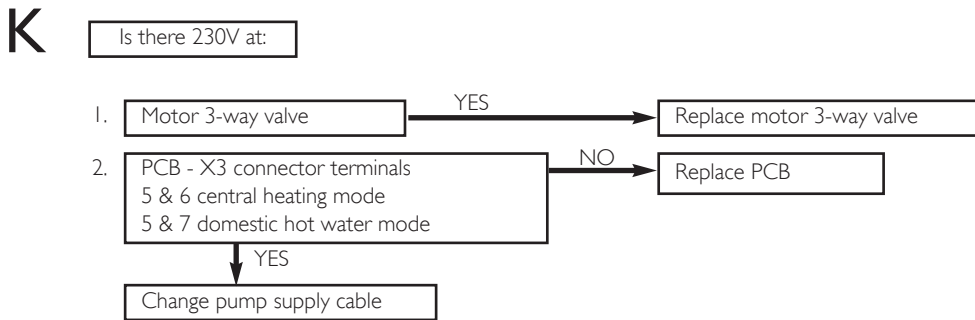 K
Is there 230V at:
1. Motor 3-way valve
YES
Replace motor 3-way valve
2. PCB - X3 connector terminals
5 & 6 central heating mode
5 & 7 domestic hot water mode
NO
Replace PCB
YES
Change pump supply cable